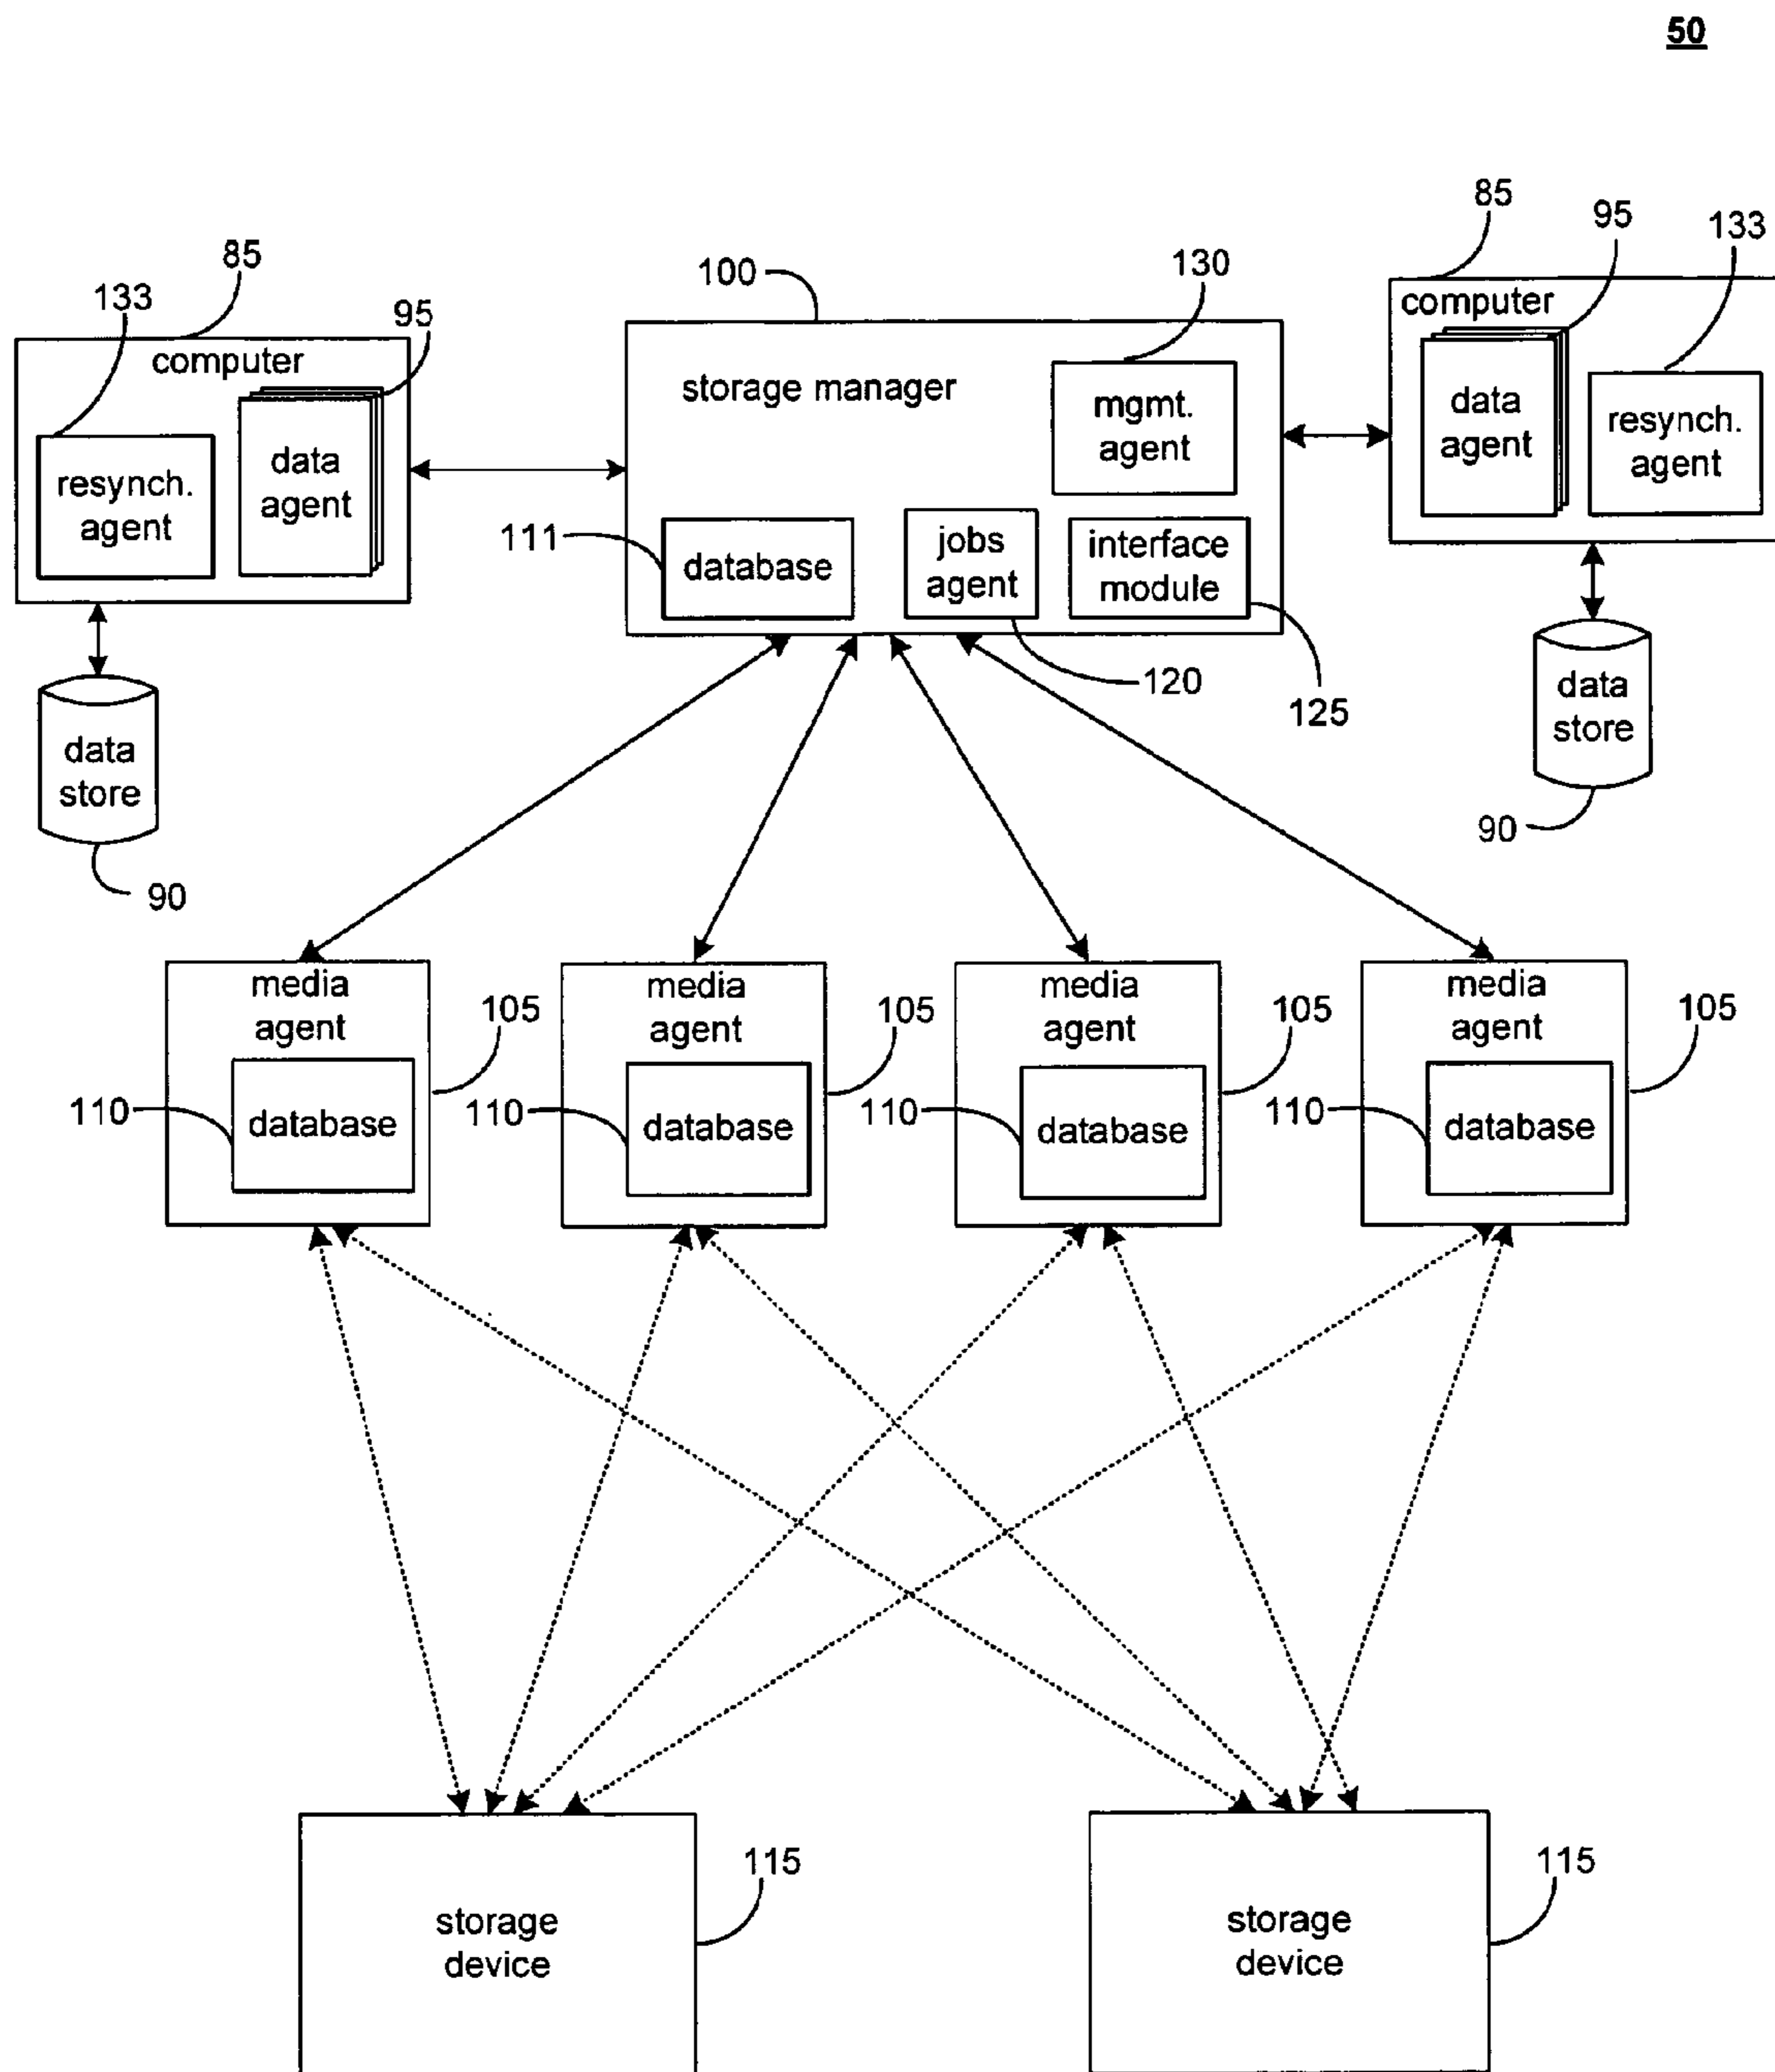 50
85
95
133
computer
data
agent
resynch.
agent
100
130
storage manager
mgmt.
agent
111
database
jobs
agent
interface
module
120
125
85
133
95
computer
resynch.
agent
data
agent
data
store
90
data
store
90
media
agent
105
110
database
media
agent
105
110
database
media
agent
105
110
database
media
agent
105
110
database
storage
device
115
storage
device
115